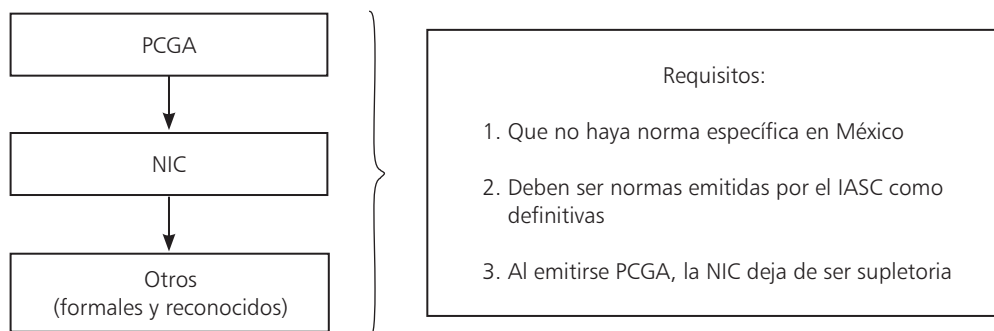 PCGA
NIC
Otros
(formales y reconocidos)
Requisitos:
1. Que no haya norma específica en México
2. Deben ser normas emitidas por el IASC como
definitivas
3. Al emitirse PCGA, la NIC deja de ser supletoria